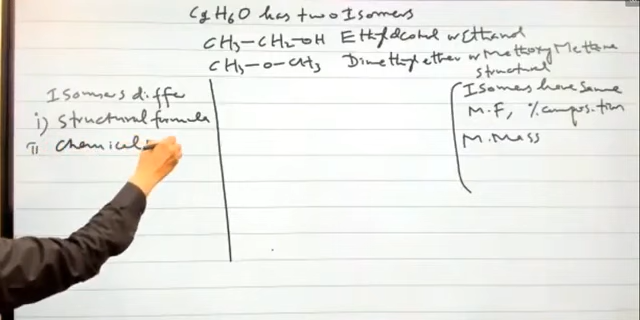 C2H6O has two Isomers
CH3-CH2-OH Ethyl alcohol or Ethanol
CH3-O-CH3 Dimethyl ether or Methoxy Methane
structural
Isomers differ
i) Structural formula
ii Chemical
Isomers have same
M.F, % composition
M.Mass